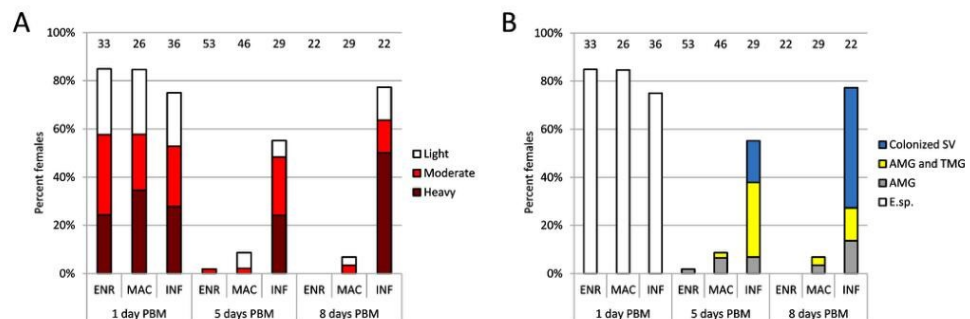 A
100%
80%
60%
40%
20%
0%
Percent females
33 26 36 53 46 29 22 29 22
Light
Moderate
Heavy
ENR MAC INF ENR MAC INF ENR MAC INF
1 day PBM 5 days PBM 8 days PBM
B
100%
80%
60%
40%
20%
0%
Percent females
33 26 36 53 46 29 22 29 22
Colonized SV
AMG and TMG
AMG
E.sp.
ENR MAC INF ENR MAC INF ENR MAC INF
1 day PBM 5 days PBM 8 days PBM